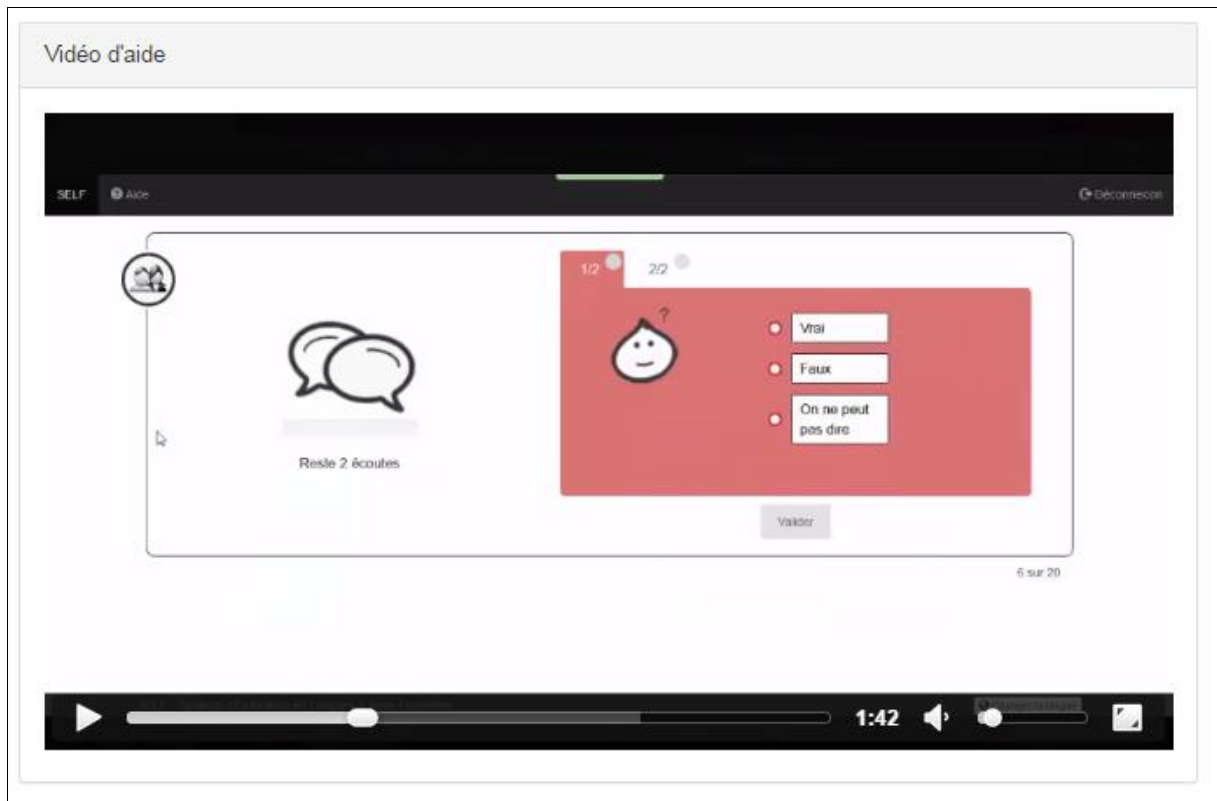 Vidéo d'aide
SELF Aide Déconnexion
1/2 2/2
?
Vrai
Faux
On ne peut
pas dire
Reste 2 écoutes
Valider
6 sur 20
1:42